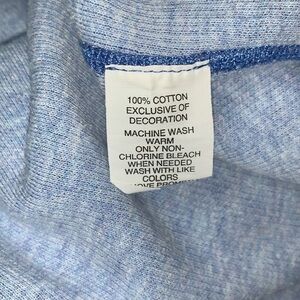 100% COTTON
EXCLUSIVE OF
DECORATION
MACHINE WASH
WARM
ONLY NON-
CHLORINE BLEACH
WHEN NEEDED
WASH WITH LIKE
COLORS